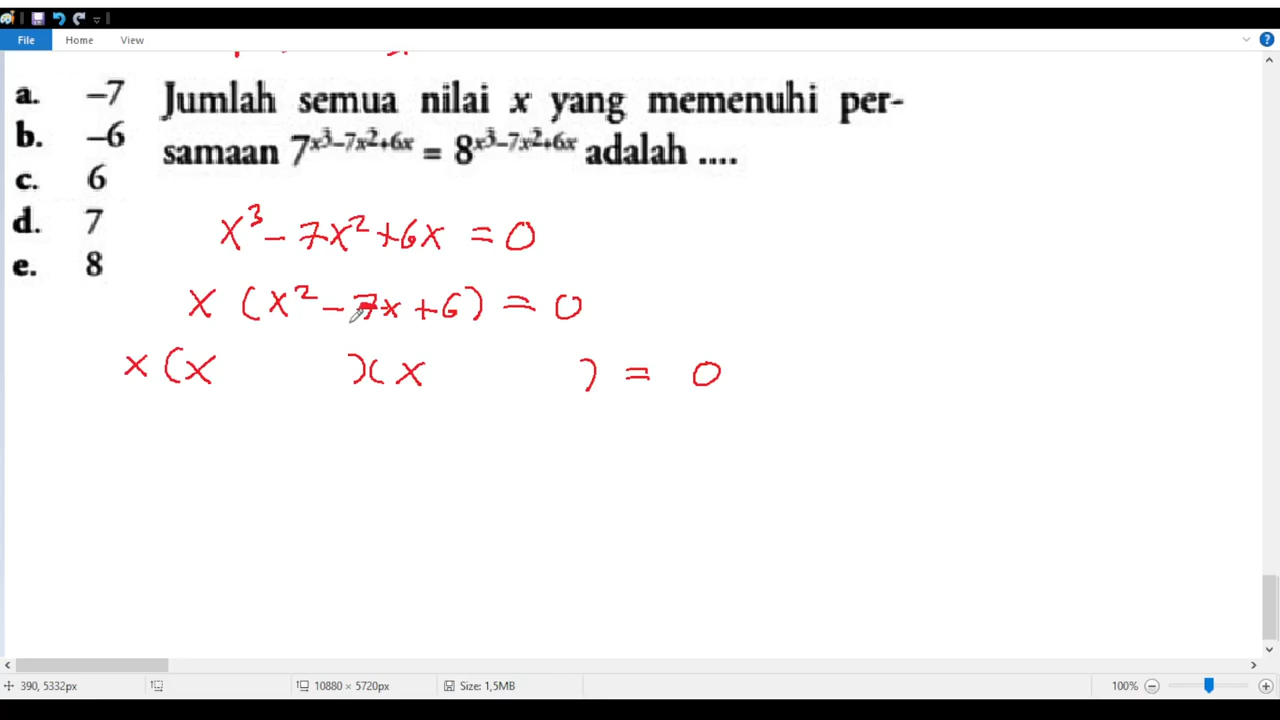 File Home View
a. –7
b. –6
c. 6
d. 7
e. 8
Jumlah semua nilai x yang memenuhi per-
samaan 7^{x³–7x²+6x} = 8^{x³–7x²+6x} adalah ....
x³ - 7x² + 6x = 0
x (x² - 7x + 6) = 0
x (x )( x ) = 0
390, 5332px 10880 × 5720px Size: 1,5MB 100%